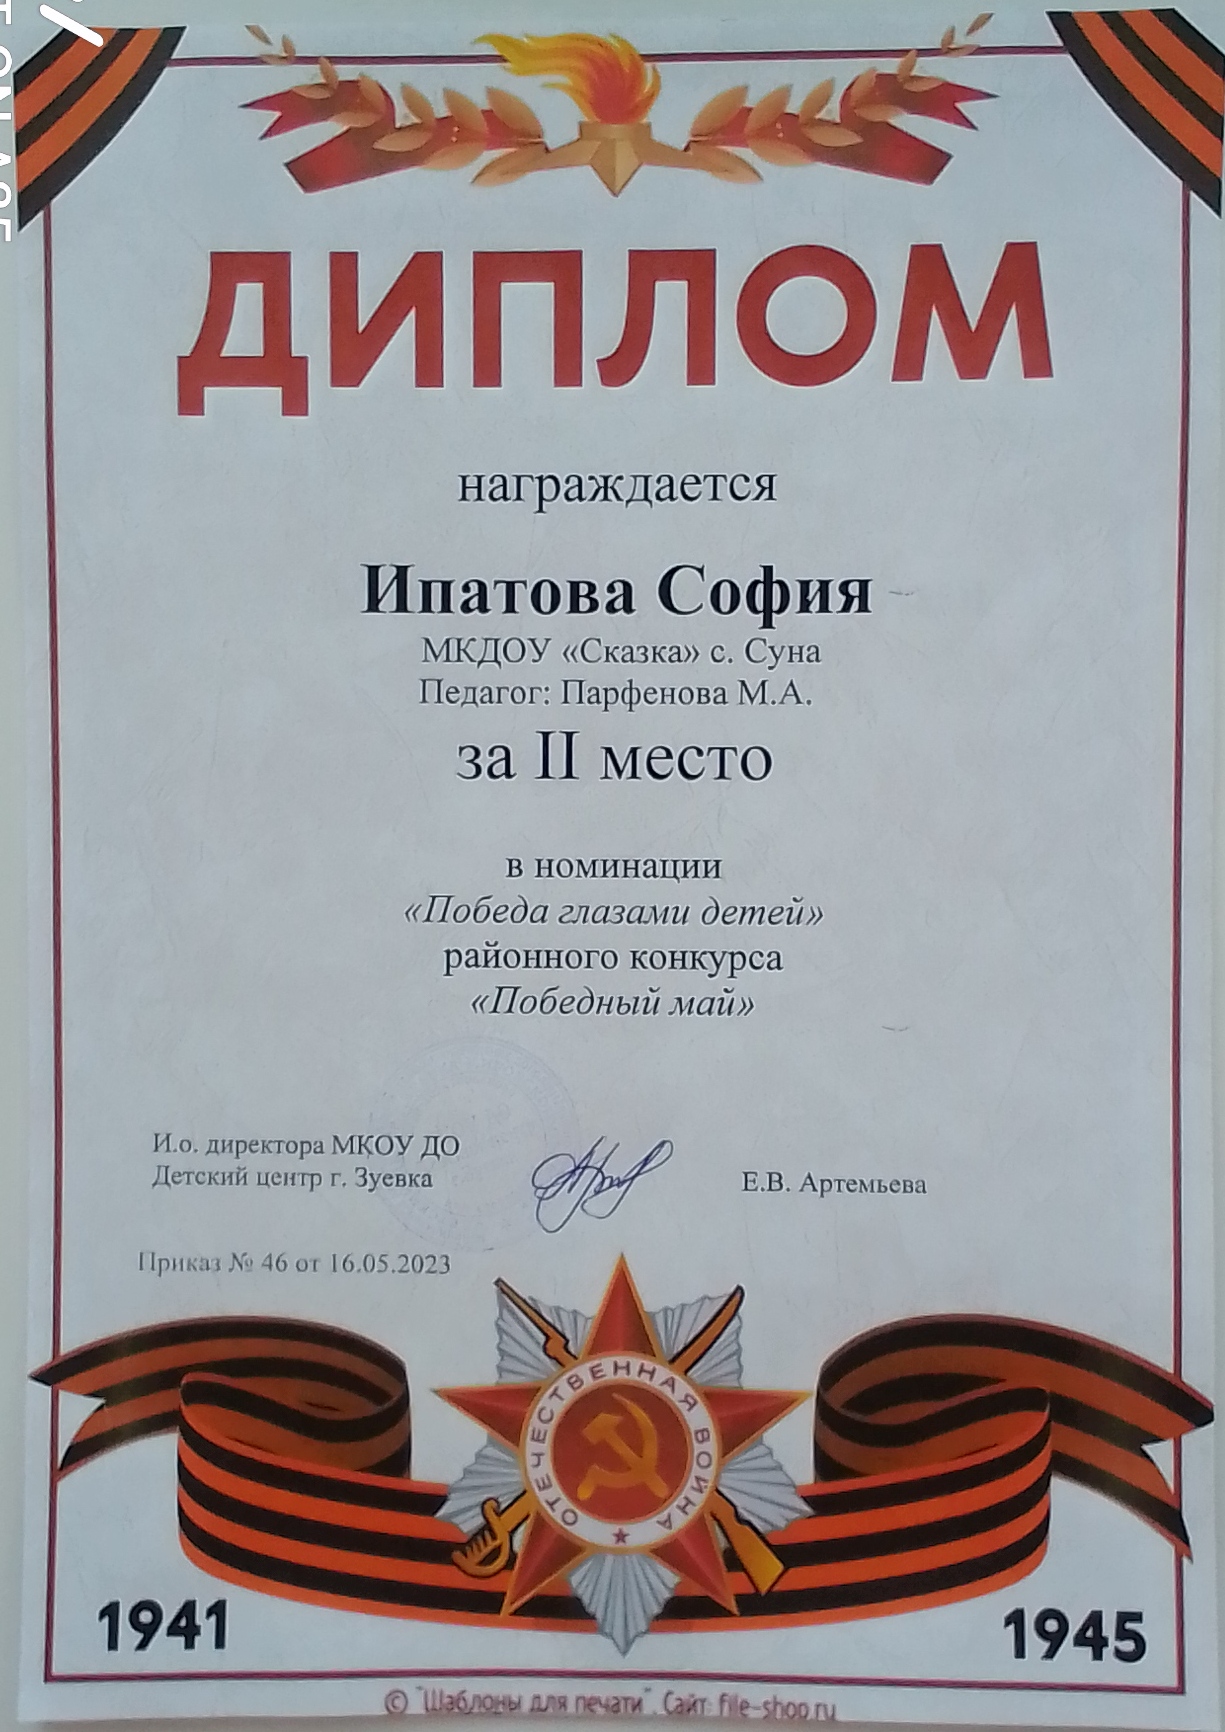 ДИПЛОМ
награждается
Ипатова София
МКДОУ «Сказка» с. Суна
Педагог: Парфенова М.А.
за II место
в номинации
«Победа глазами детей»
районного конкурса
«Победный май»
И.о. директора МКОУ ДО
Детский центр г. Зуевка
Е.В. Артемьева
Приказ № 46 от 16.05.2023
ОТЕЧЕСТВЕННАЯ ВОЙНА
1941
1945
© "Шаблоны для печати". Сайт: file-shop.ru